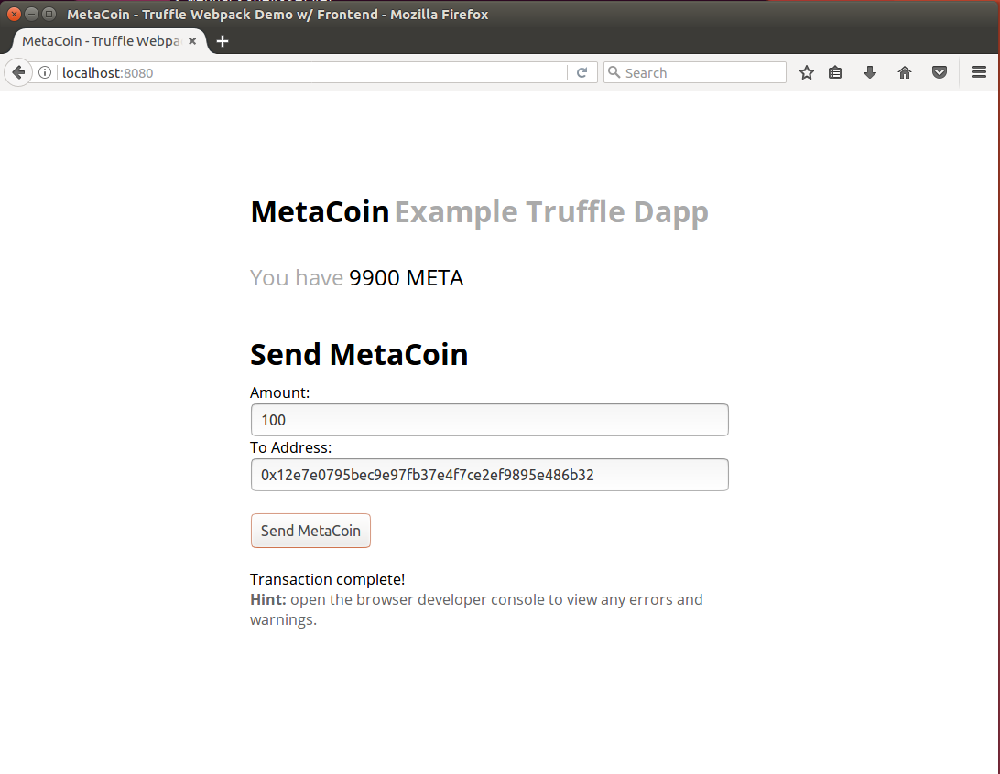 MetaCoin - Truffle Webpack Demo w/ Frontend - Mozilla Firefox
MetaCoin - Truffle Webpa
localhost:8080
Search
MetaCoin Example Truffle Dapp
You have 9900 META
Send MetaCoin
Amount:
100
To Address:
0x12e7e0795bec9e97fb37e4f7ce2ef9895e486b32
Send MetaCoin
Transaction complete!
Hint: open the browser developer console to view any errors and
warnings.